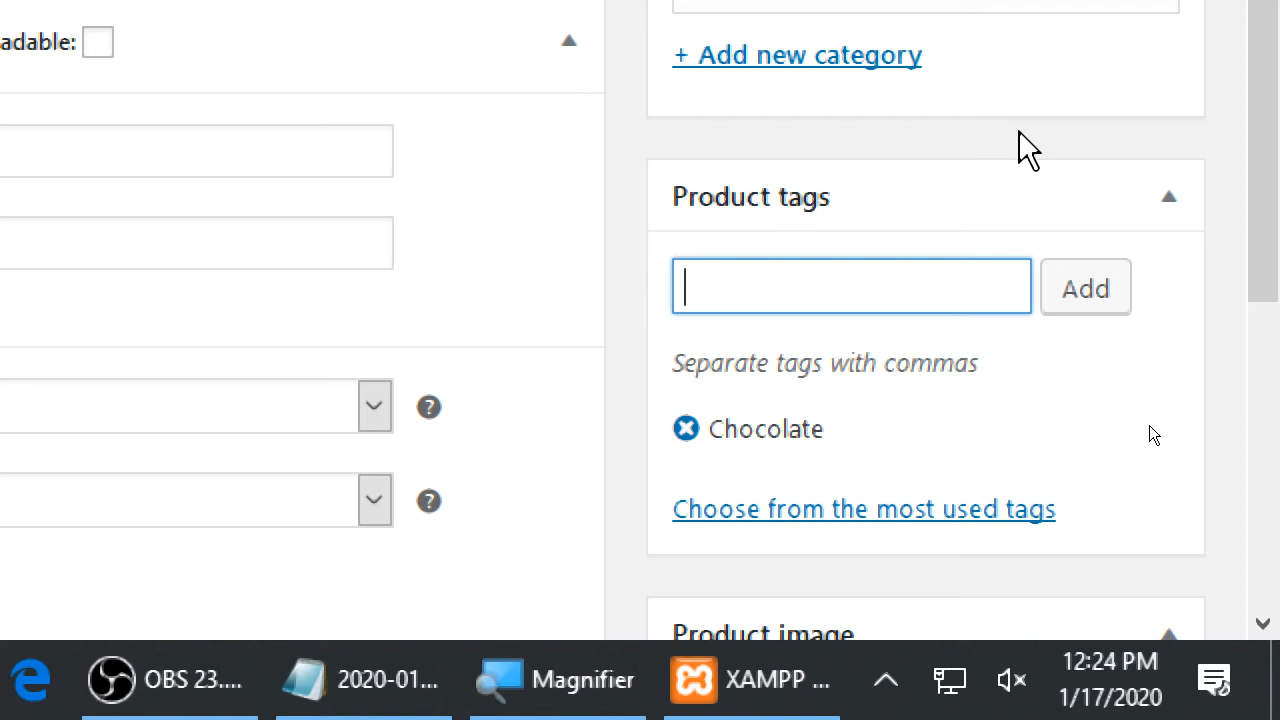 adable:
+ Add new category
Product tags
Add
Separate tags with commas
Chocolate
Choose from the most used tags
Product image
OBS 23....
2020-01...
Magnifier
XAMPP ...
12:24 PM
1/17/2020